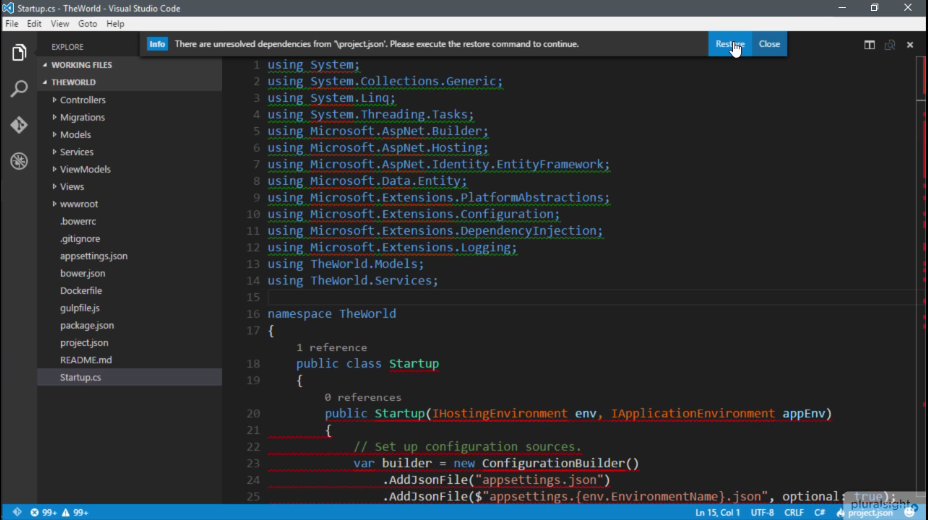 Startup.cs - TheWorld - Visual Studio Code
File Edit View Goto Help
EXPLORE
Info There are unresolved dependencies from '\project.json'. Please execute the restore command to continue. Restore Close
WORKING FILES
THEWORLD
Controllers
Migrations
Models
Services
ViewModels
Views
wwwroot
.bowerrc
.gitignore
appsettings.json
bower.json
Dockerfile
gulpfile.js
package.json
project.json
README.md
Startup.cs
1 using System;
2 using System.Collections.Generic;
3 using System.Linq;
4 using System.Threading.Tasks;
5 using Microsoft.AspNet.Builder;
6 using Microsoft.AspNet.Hosting;
7 using Microsoft.AspNet.Identity.EntityFramework;
8 using Microsoft.Data.Entity;
9 using Microsoft.Extensions.PlatformAbstractions;
10 using Microsoft.Extensions.Configuration;
11 using Microsoft.Extensions.DependencyInjection;
12 using Microsoft.Extensions.Logging;
13 using TheWorld.Models;
14 using TheWorld.Services;
15
16 namespace TheWorld
17 {
1 reference
18 public class Startup
19 {
0 references
20 public Startup(IHostingEnvironment env, IApplicationEnvironment appEnv)
21 {
22 // Set up configuration sources.
23 var builder = new ConfigurationBuilder()
24 .AddJsonFile("appsettings.json")
25 .AddJsonFile($"appsettings.{env.EnvironmentName}.json", optional: true);
pluralsight
99+ 99+ Ln 15, Col 1 UTF-8 CRLF C# project.json